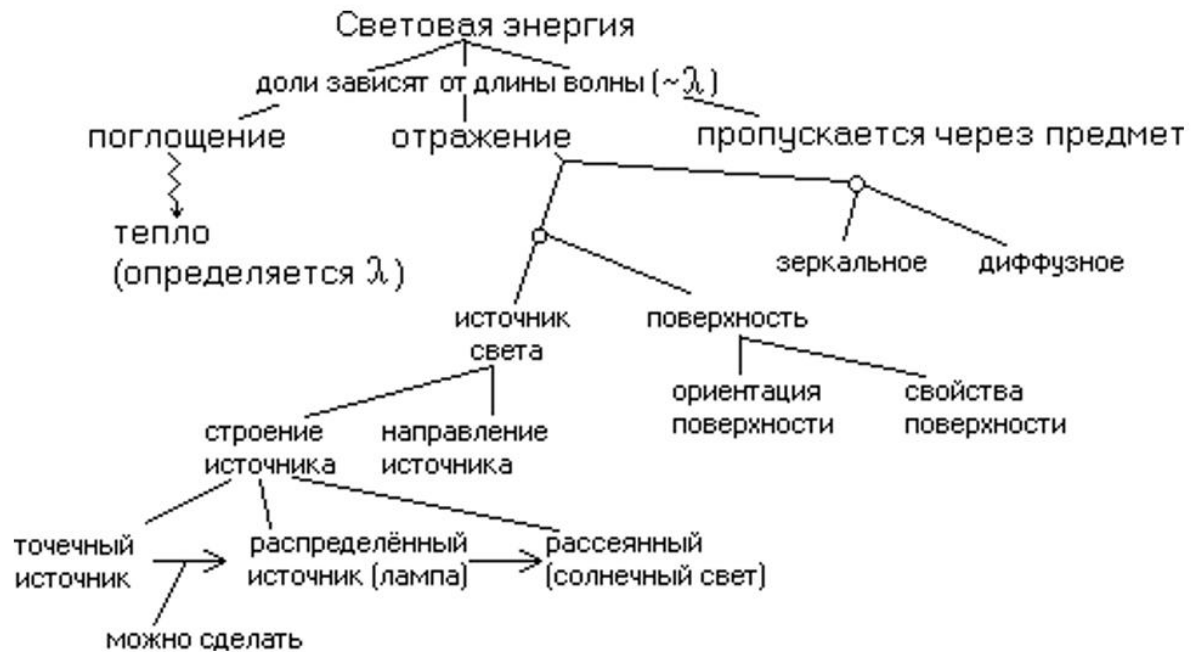 Световая энергия
доли зависят от длины волны (~λ)
поглощение
отражение
пропускается через предмет
тепло
(определяется λ)
зеркальное
диффузное
источник
света
поверхность
ориентация
поверхности
свойства
поверхности
строение
источника
направление
источника
точечный
источник
распределённый
источник (лампа)
рассеянный
(солнечный свет)
можно сделать